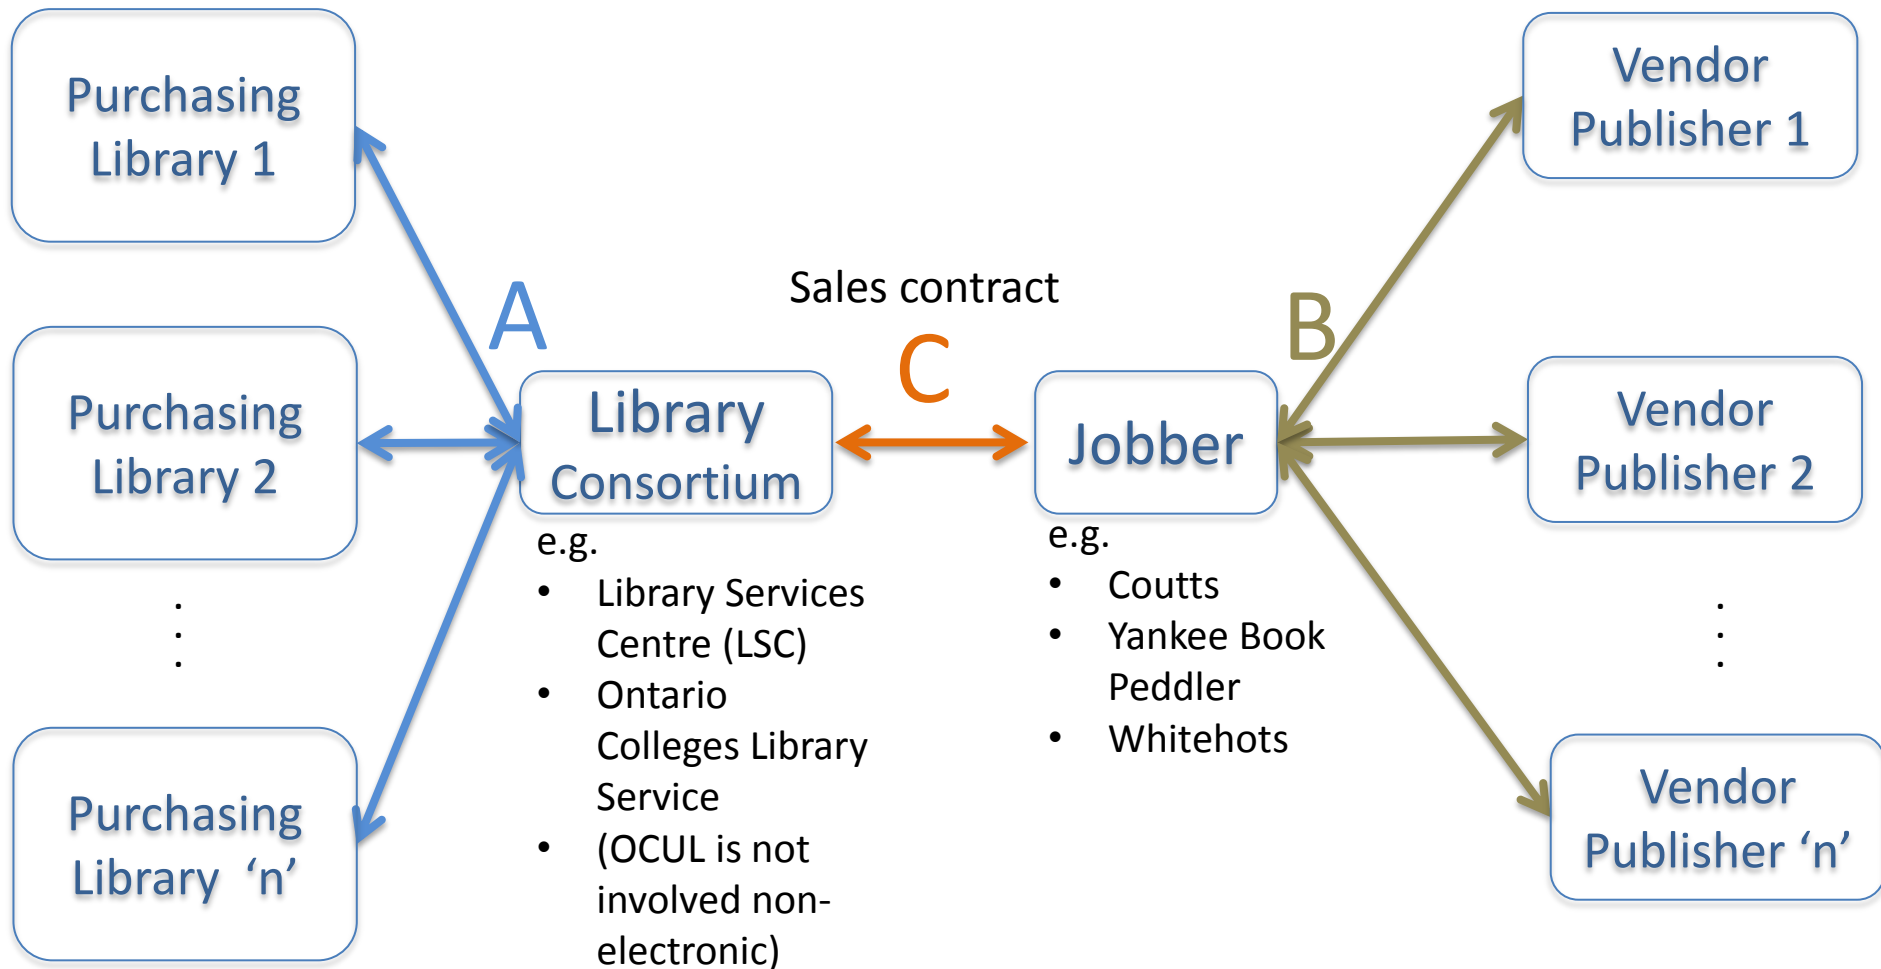 Purchasing
Library 1
Purchasing
Library 2
.
.
.
Purchasing
Library ‘n’
A
Library
Consortium
e.g.
• Library Services
Centre (LSC)
• Ontario
Colleges Library
Service
• (OCUL is not
involved non-
electronic)
Sales contract
C
Jobber
e.g.
• Coutts
• Yankee Book
Peddler
• Whitehots
B
Vendor
Publisher 1
Vendor
Publisher 2
.
.
.
Vendor
Publisher ‘n’